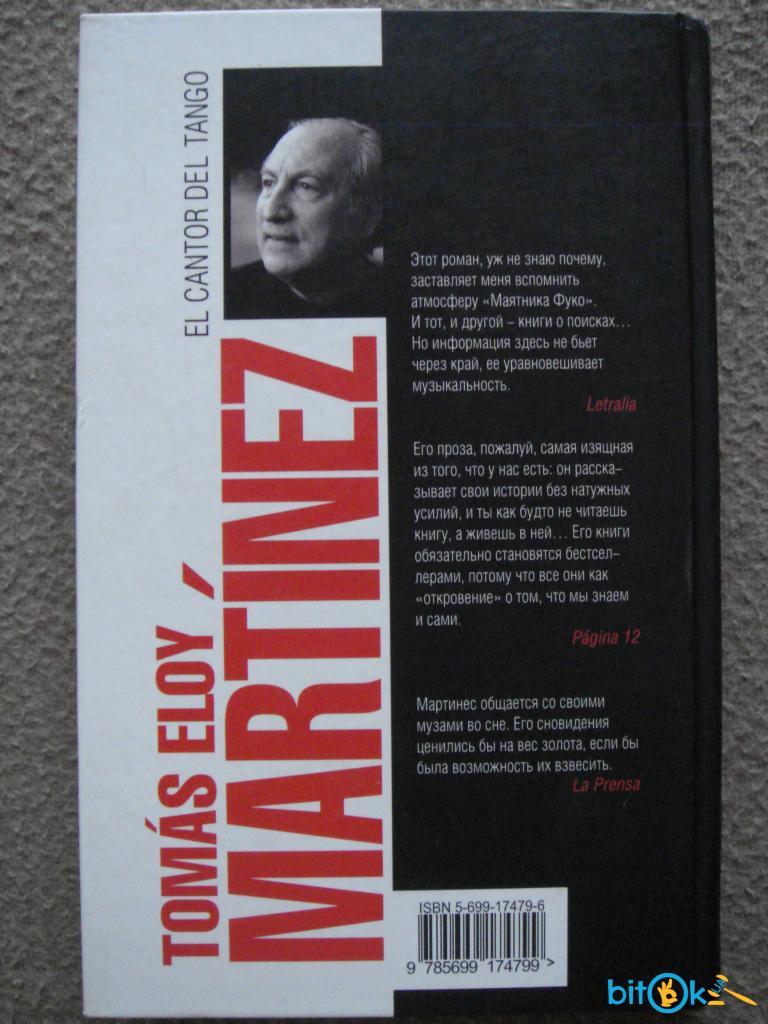 EL CANTOR DEL TANGO
TOMÁS ELOY
MARTÍNEZ
Этот роман, уж не знаю почему,
заставляет меня вспомнить
атмосферу «Маятника Фуко».
И тот, и другой – книги о поисках...
Но информация здесь не бьет
через край, ее уравновешивает
музыкальность.
Letralia
Его проза, пожалуй, самая изящная
из того, что у нас есть: он расска-
зывает свои истории без натужных
усилий, и ты как будто не читаешь
книгу, а живешь в ней... Его книги
обязательно становятся бестсел-
лерами, потому что все они как
«откровение» о том, что мы знаем
и сами.
Página 12
Мартинес общается со своими
музами во сне. Его сновидения
ценились бы на вес золота, если бы
была возможность их взвесить.
La Prensa
ISBN 5-699-17479-6
9 785699 174799 >
bitOk UA